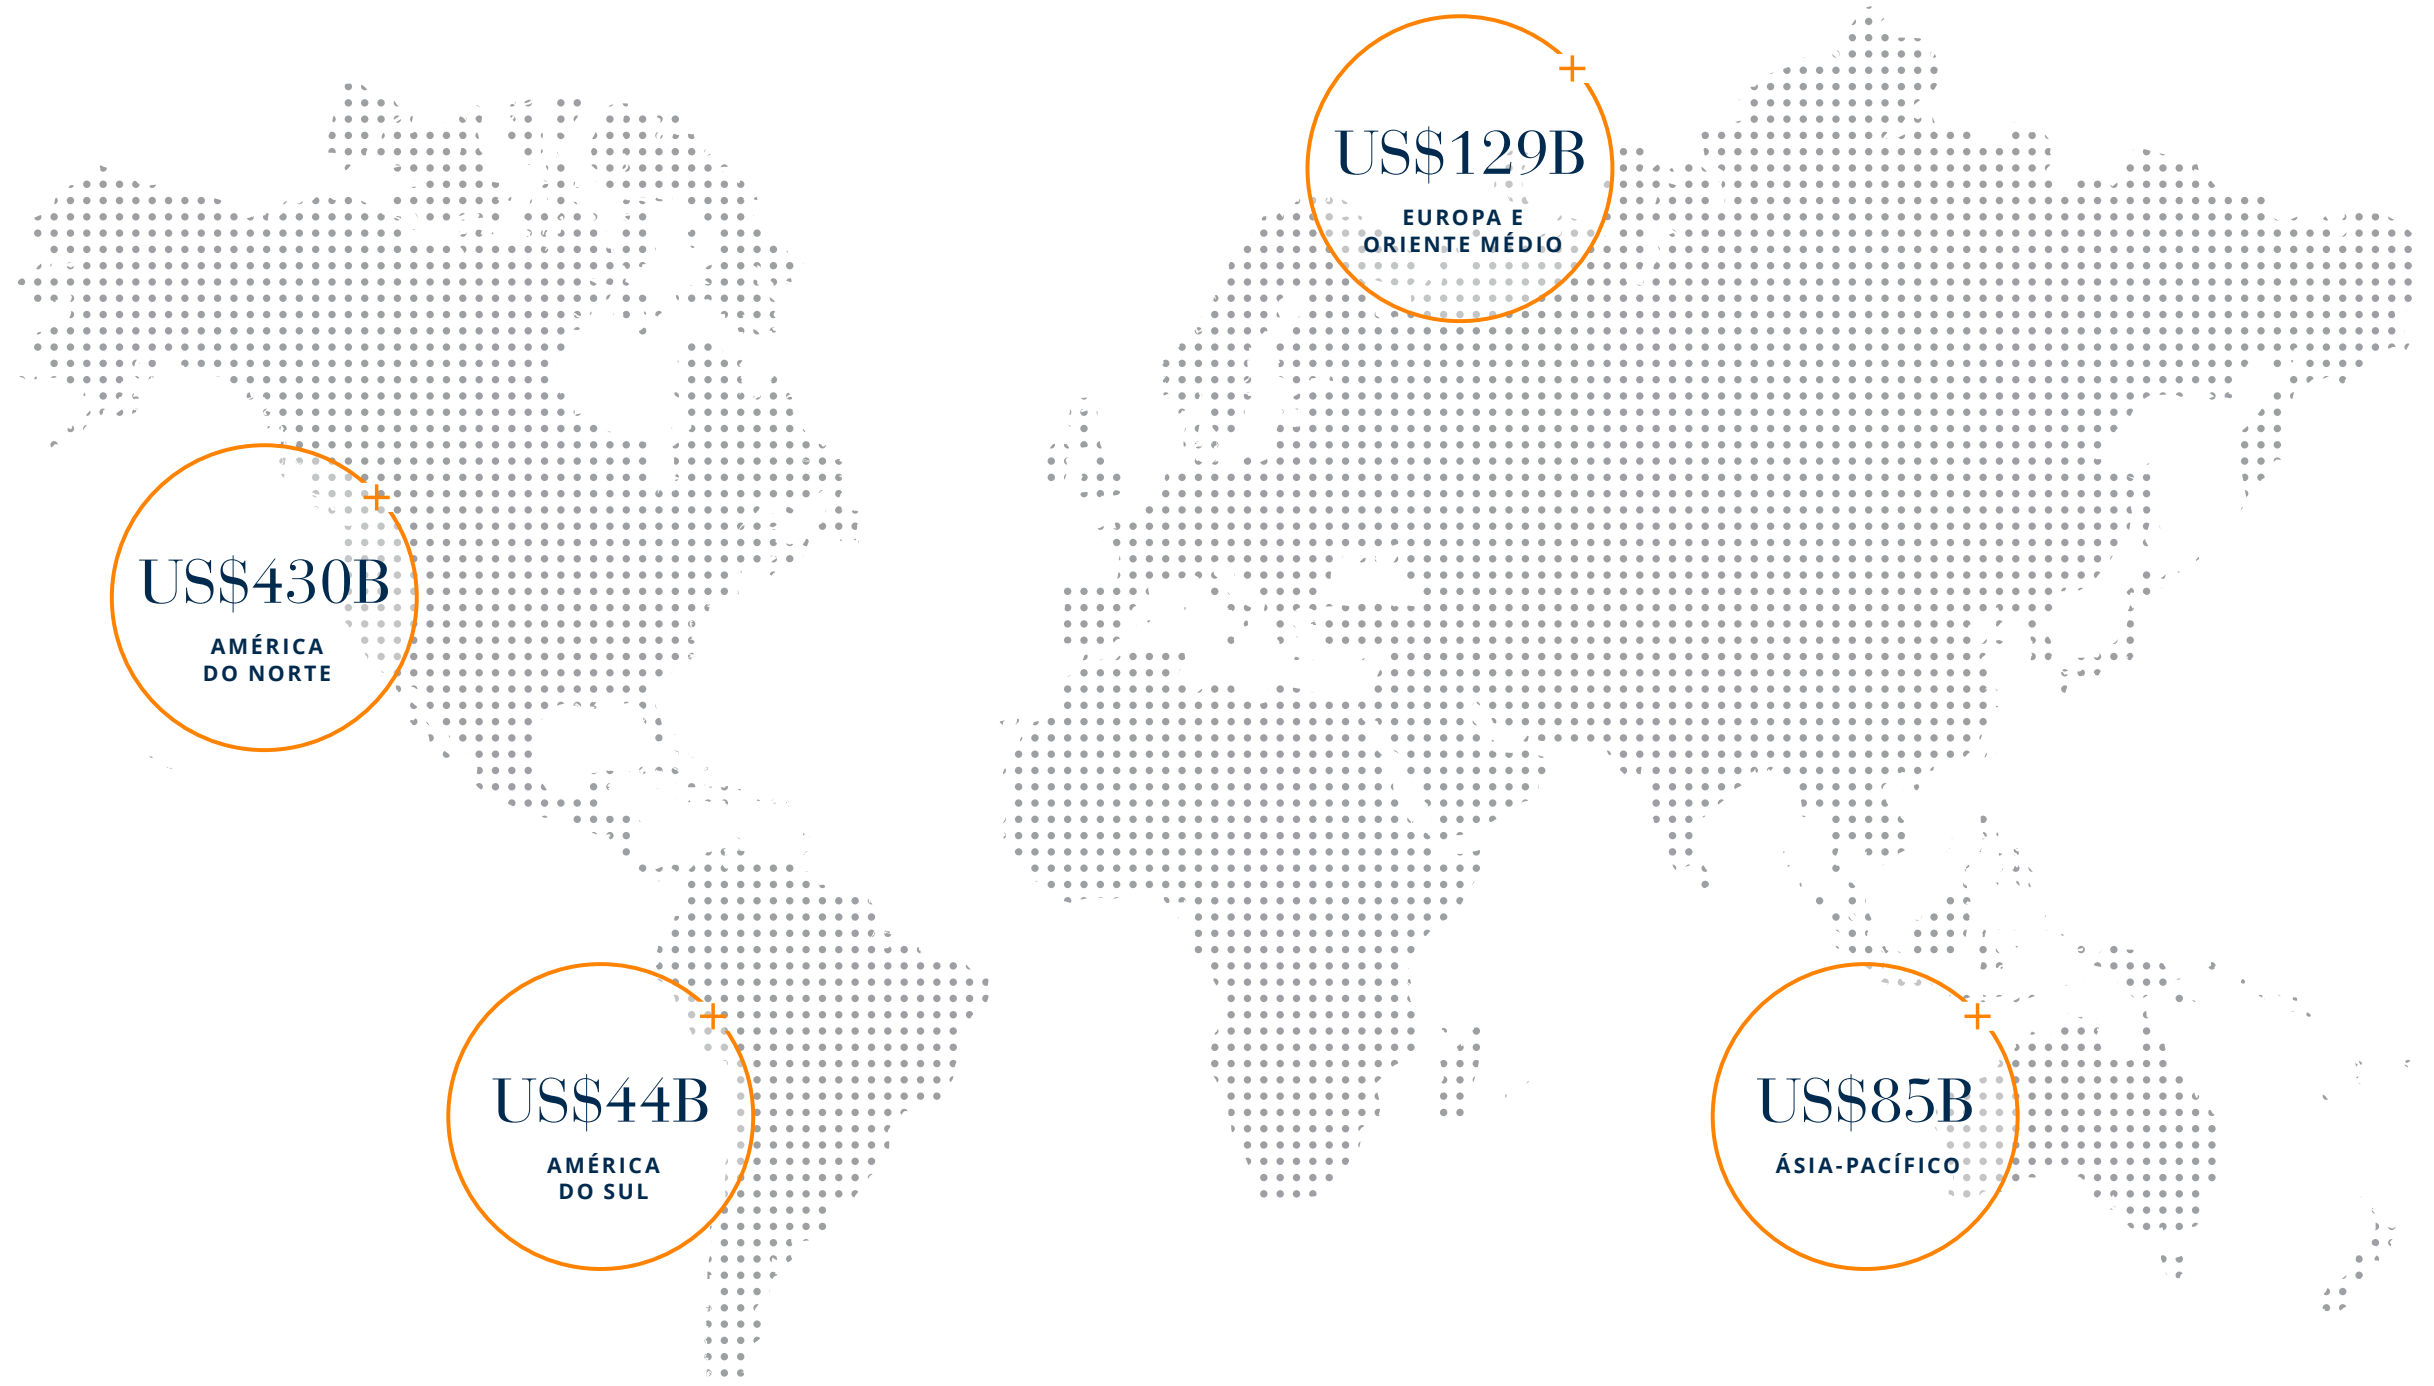 US$129B
EUROPA E
ORIENTE MÉDIO
US$430B
AMÉRICA
DO NORTE
US$44B
AMÉRICA
DO SUL
US$85B
ÁSIA-PACÍFICO